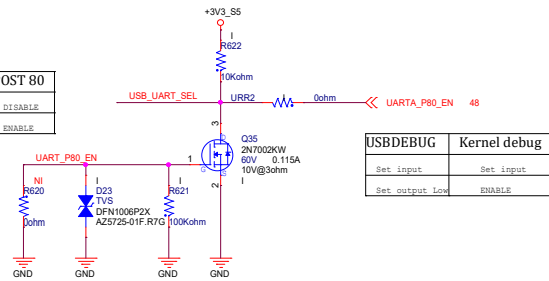 +3V3_S5
I
R622
10Kohm
OST 80
DISABLE
ENABLE
USB_UART_SEL
URR2
0ohm
UARTA_P80_EN 48
3
D
Q35
2N7002KW
60V 0.115A
10V@3ohm
I
USBDEBUG Kernel debug
Set input Set input
Set output Low ENABLE
UART_P80_EN
1
G
S
2
NI
R620
0ohm
I
D23
TVS
DFN1006P2X
AZ5725-01F.R7G
I
R621
100Kohm
GND
GND
GND
GND